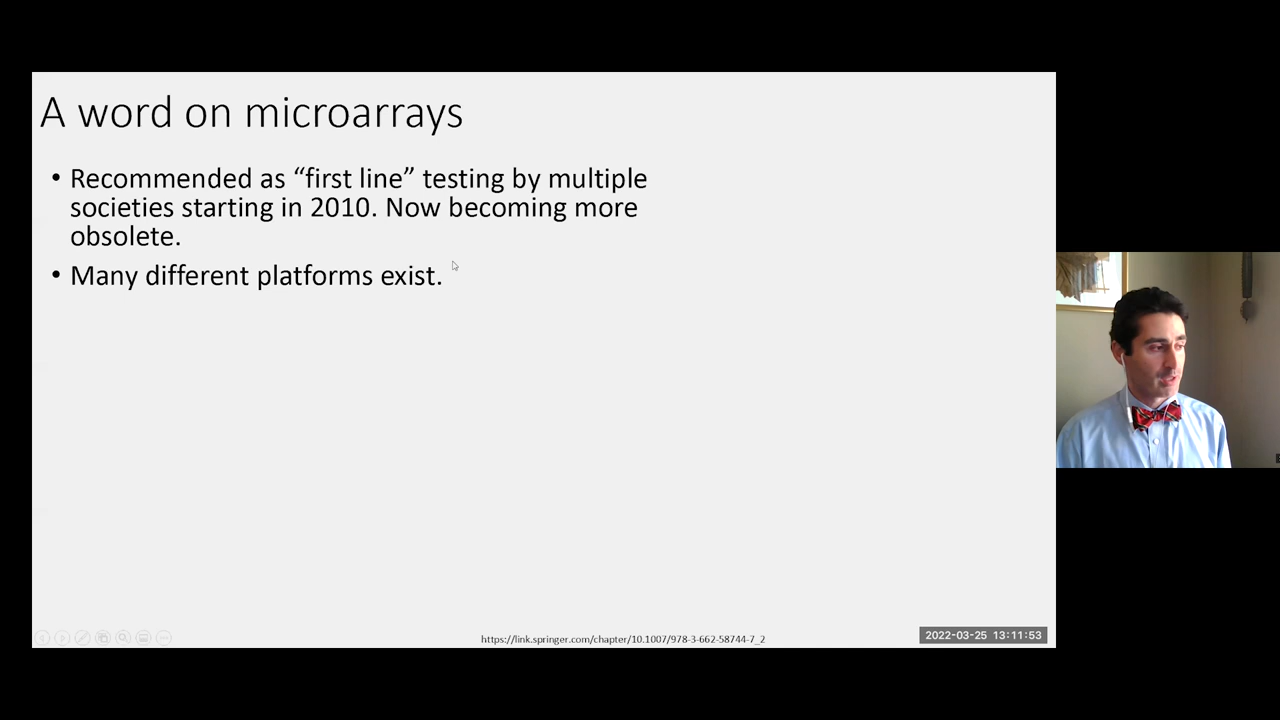 A word on microarrays
• Recommended as “first line” testing by multiple
societies starting in 2010. Now becoming more
obsolete.
• Many different platforms exist.
https://link.springer.com/chapter/10.1007/978-3-662-58744-7_2
2022-03-25 13:11:53